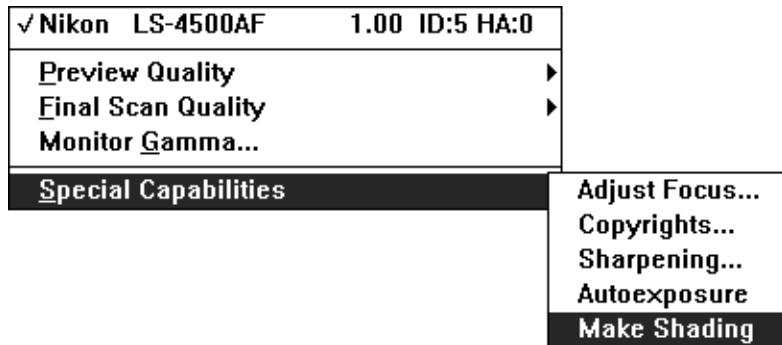 √ Nikon LS-4500AF 1.00 ID:5 HA:0
Preview Quality
Final Scan Quality
Monitor Gamma...
Special Capabilities
Adjust Focus...
Copyrights...
Sharpening...
Autoexposure
Make Shading